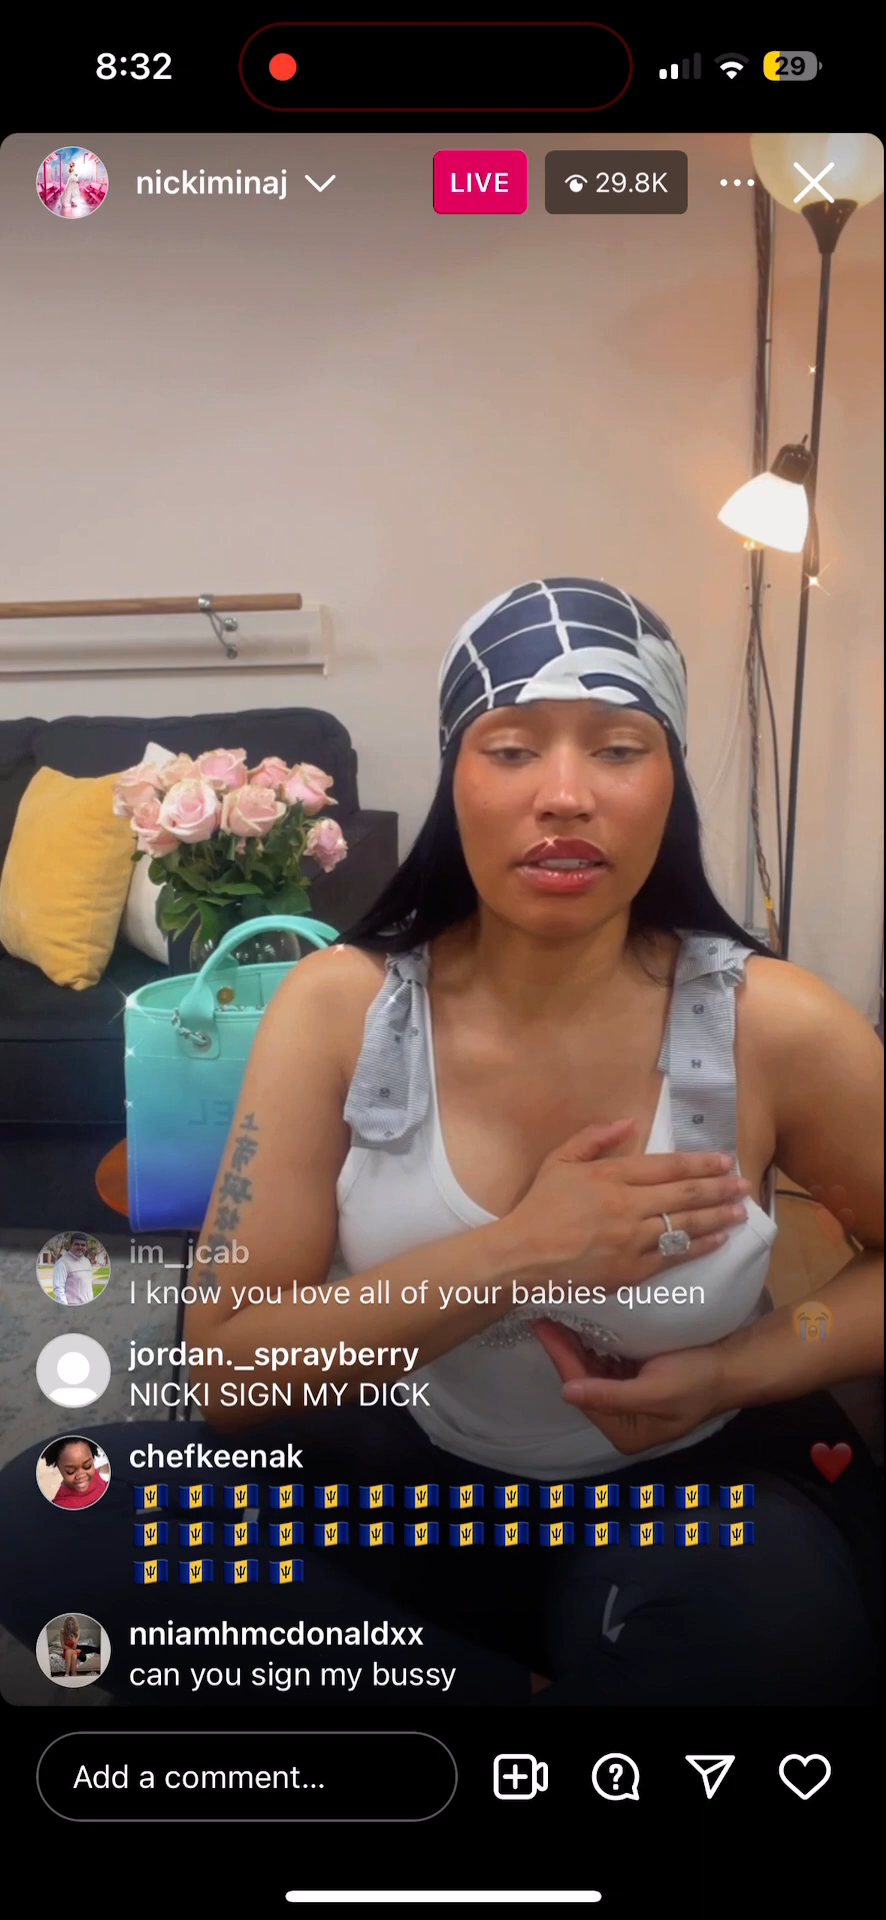 8:32
29
nickiminaj
LIVE
29.8K
im_jcab
I know you love all of your babies queen
jordan._sprayberry
NICKI SIGN MY DICK
chefkeenak
nniamhmcdonaldxx
can you sign my bussy
Add a comment...